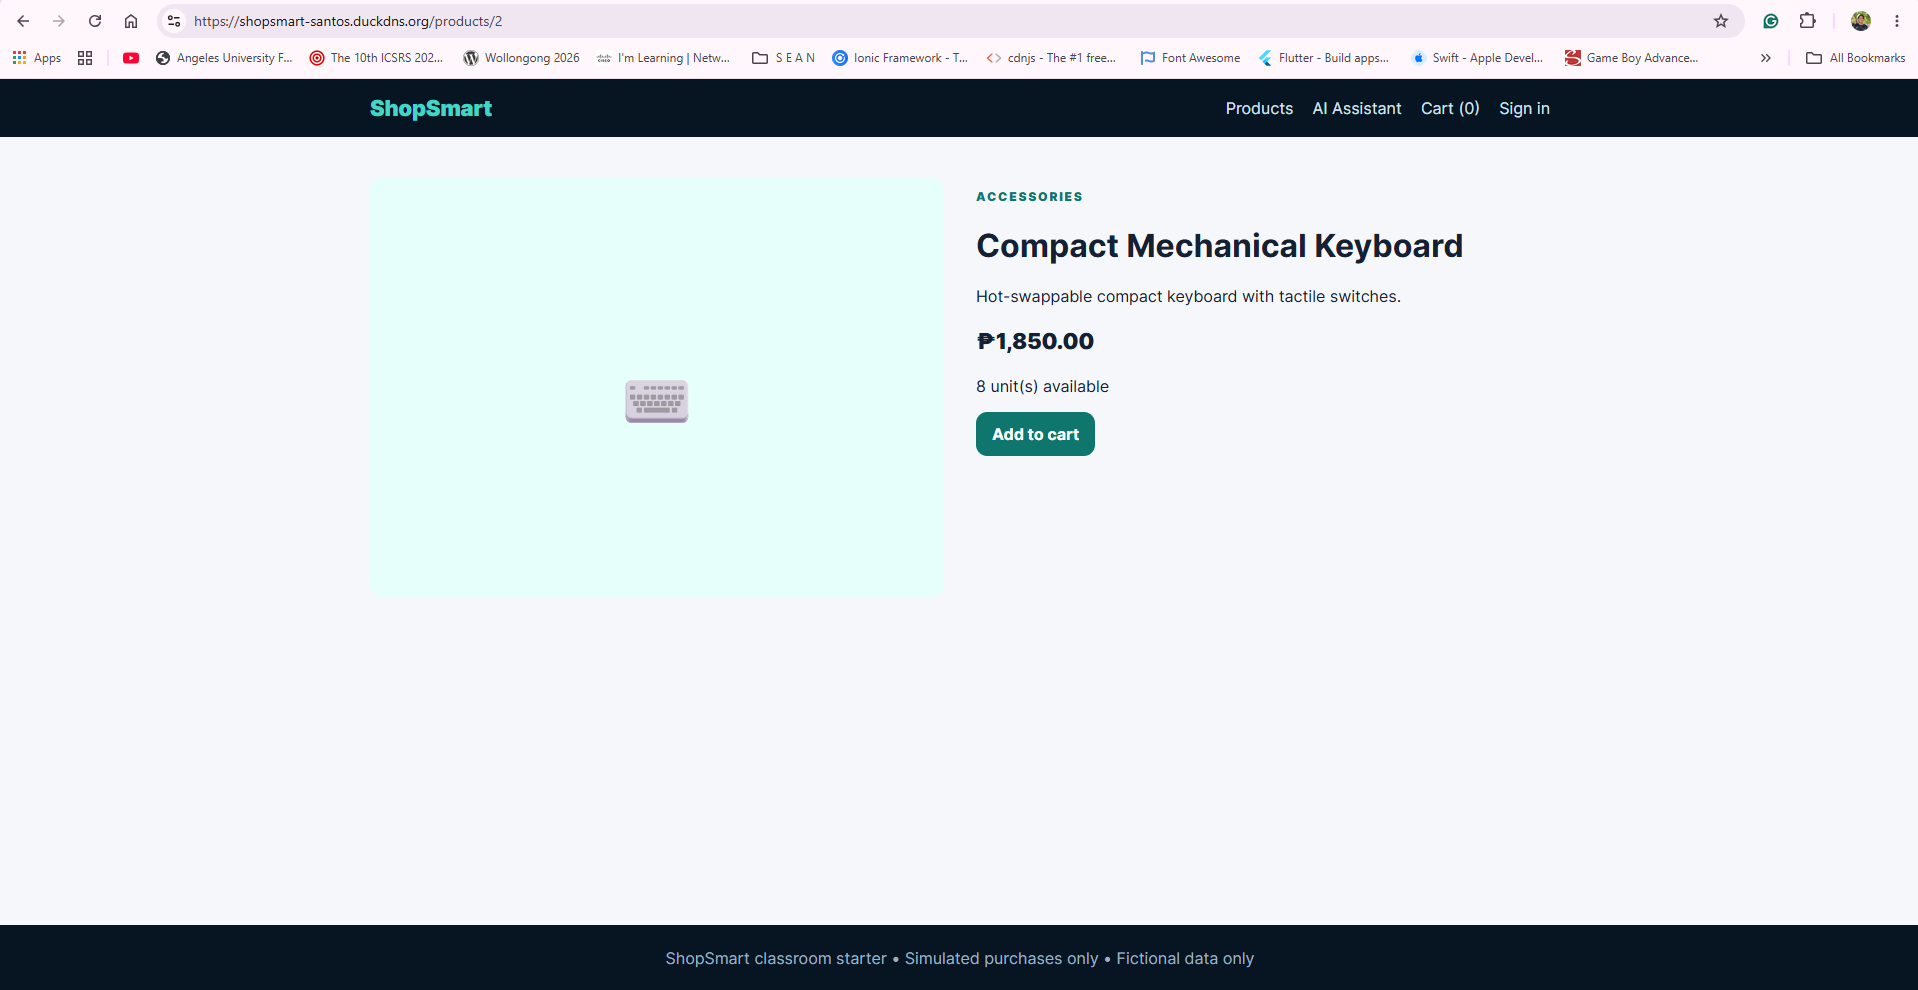 https://shopsmart-santos.duckdns.org/products/2
Apps
Angeles University F...
The 10th ICSRS 202...
Wollongong 2026
I'm Learning | Netw...
S E A N
Ionic Framework - T...
cdnjs - The #1 free...
Font Awesome
Flutter - Build apps...
Swift - Apple Devel...
Game Boy Advance...
All Bookmarks
ShopSmart
Products
AI Assistant
Cart (0)
Sign in
ACCESSORIES
Compact Mechanical Keyboard
Hot-swappable compact keyboard with tactile switches.
₱1,850.00
8 unit(s) available
Add to cart
ShopSmart classroom starter • Simulated purchases only • Fictional data only